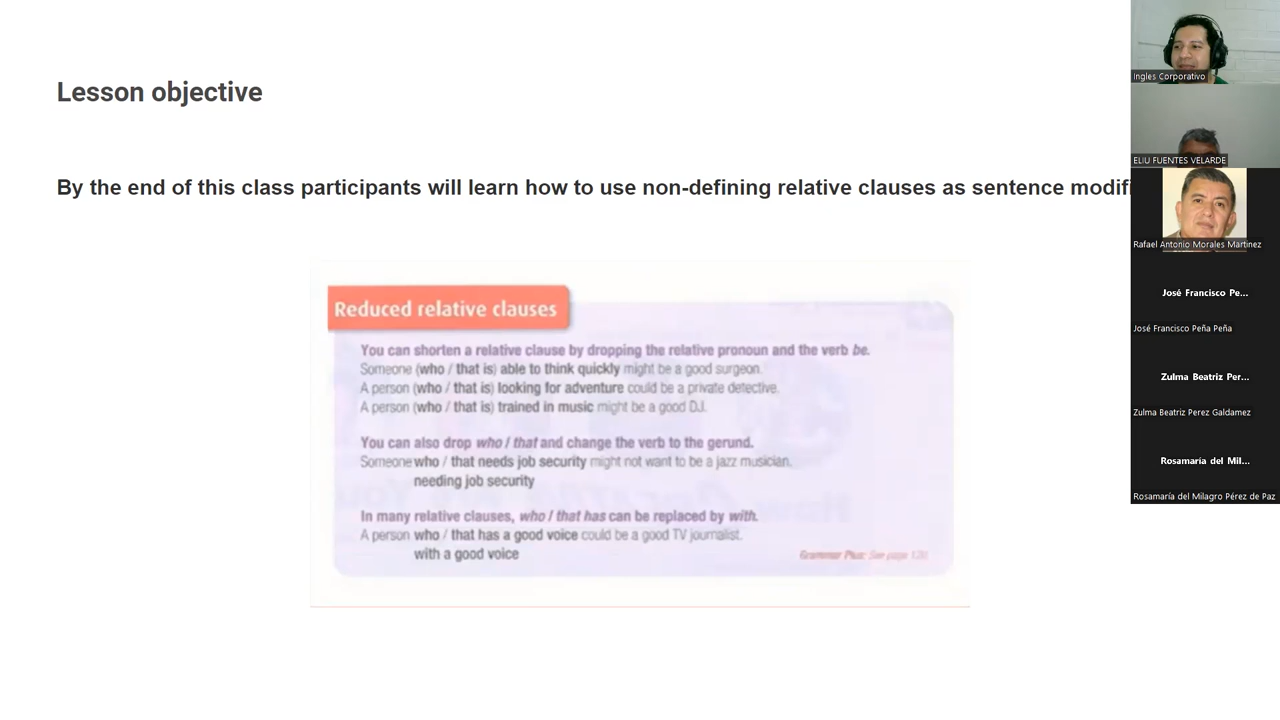 Lesson objective
By the end of this class participants will learn how to use non-defining relative clauses as sentence modifi
Reduced relative clauses
You can shorten a relative clause by dropping the relative pronoun and the verb be.
Someone (who / that is) able to think quickly might be a good surgeon.
A person (who / that is) looking for adventure could be a private detective.
A person (who / that is) trained in music might be a good DJ.
You can also drop who / that and change the verb to the gerund.
Someone who / that needs job security might not want to be a jazz musician.
needing job security
In many relative clauses, who / that has can be replaced by with.
A person who / that has a good voice could be a good TV journalist.
with a good voice
Grammar Plus: See page
Ingles Corporativo
ELIU FUENTES VELARDE
Rafael Antonio Morales Martinez
José Francisco Pe...
José Francisco Peña Peña
Zulma Beatriz Per...
Zulma Beatriz Perez Galdamez
Rosamaría del Mil...
Rosamaría del Milagro Pérez de Paz